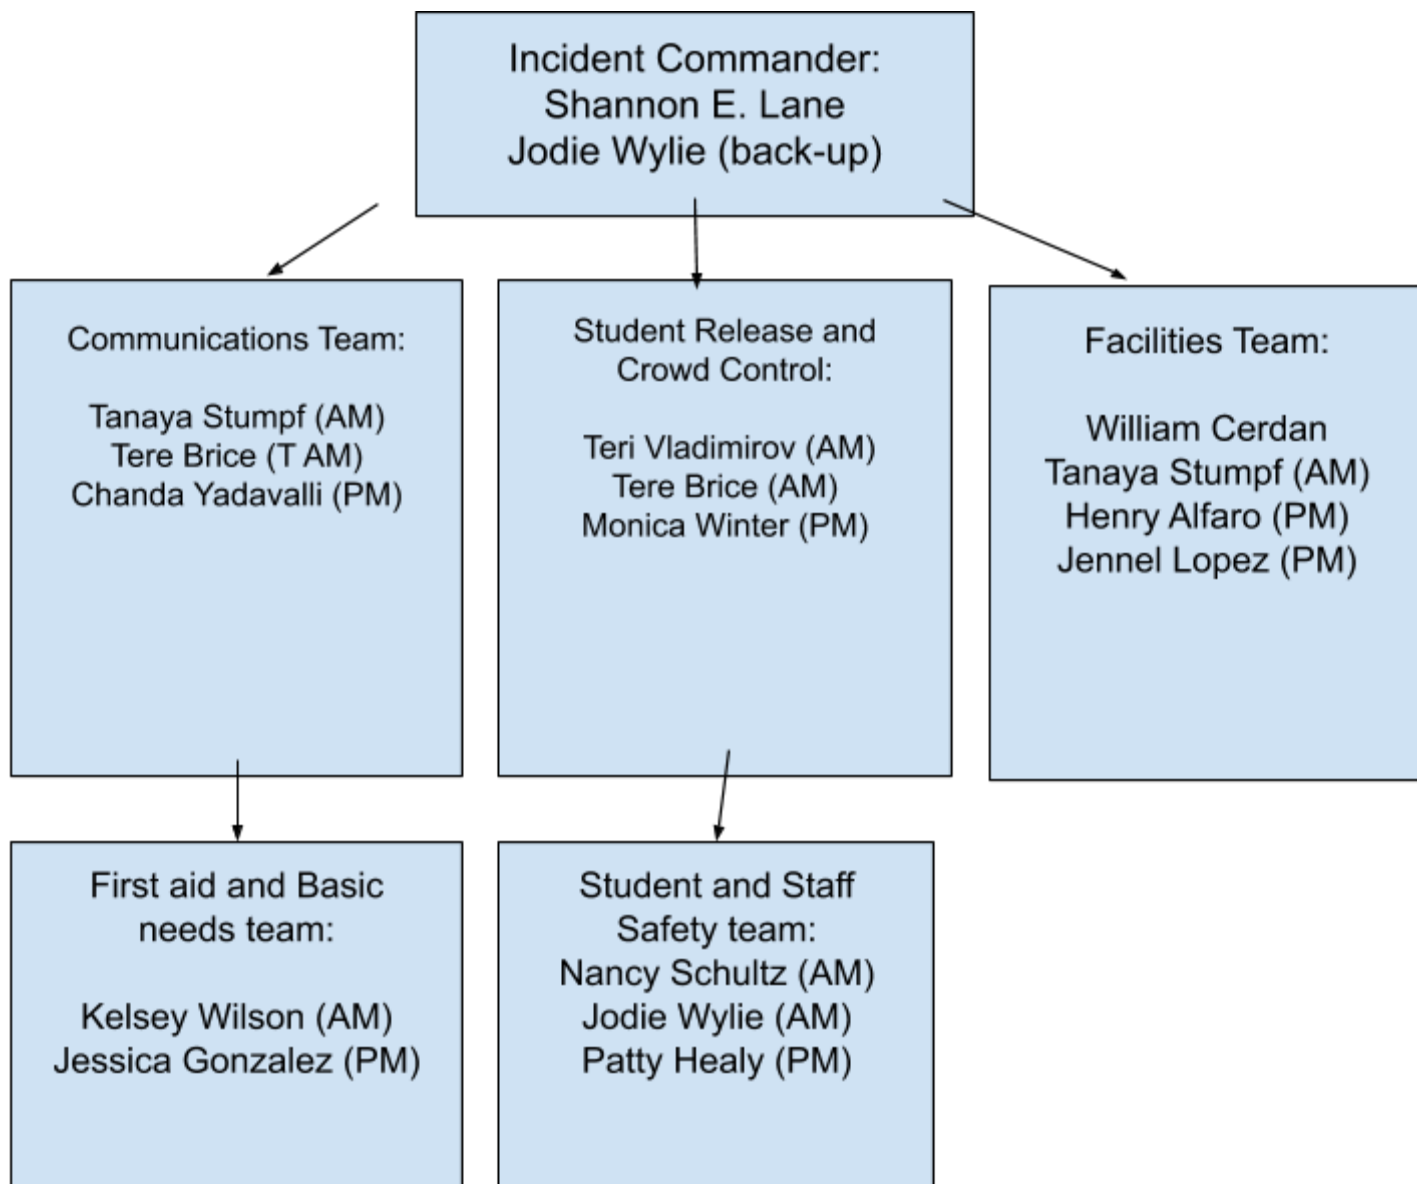 Incident Commander:
Shannon E. Lane
Jodie Wylie (back-up)
Communications Team:
Tanaya Stumpf (AM)
Tere Brice (T AM)
Chanda Yadavalli (PM)
Student Release and
Crowd Control:
Teri Vladimirov (AM)
Tere Brice (AM)
Monica Winter (PM)
Facilities Team:
William Cerdan
Tanaya Stumpf (AM)
Henry Alfaro (PM)
Jennel Lopez (PM)
First aid and Basic
needs team:
Kelsey Wilson (AM)
Jessica Gonzalez (PM)
Student and Staff
Safety team:
Nancy Schultz (AM)
Jodie Wylie (AM)
Patty Healy (PM)